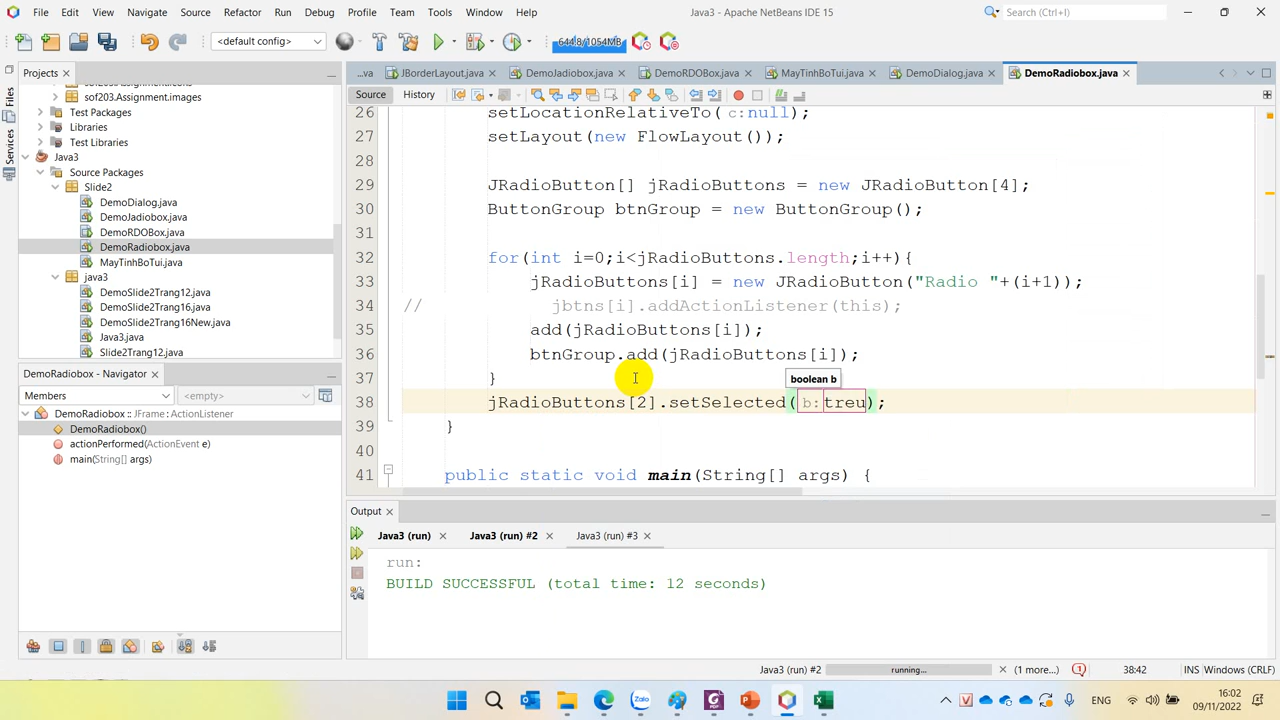 File Edit View Navigate Source Refactor Run Debug Profile Team Tools Window Help
Java3 - Apache NetBeans IDE 15
Search (Ctrl+I)
<default config>
644.8/1054MB
Projects
...va
JBorderLayout.java
DemoJadiobox.java
DemoRDOBox.java
MayTinhBoTui.java
DemoDialog.java
DemoRadiobox.java
Files
Services
Source History
sof203.Assignment.images
Test Packages
Libraries
Test Libraries
Java3
Source Packages
Slide2
DemoDialog.java
DemoJadiobox.java
DemoRDOBox.java
DemoRadiobox.java
MayTinhBoTui.java
java3
DemoSlide2Trang12.java
DemoSlide2Trang16.java
DemoSlide2Trang16New.java
Java3.java
Slide2Trang12.java
26 setLocationRelativeTo( c:null);
27 setLayout(new FlowLayout());
28
29 JRadioButton[] jRadioButtons = new JRadioButton[4];
30 ButtonGroup btnGroup = new ButtonGroup();
31
32 for(int i=0;i<jRadioButtons.length;i++){
33 jRadioButtons[i] = new JRadioButton("Radio "+(i+1));
34 // jbtns[i].addActionListener(this);
35 add(jRadioButtons[i]);
36 btnGroup.add(jRadioButtons[i]);
37 }
boolean b
38 jRadioButtons[2].setSelected( b:treu);
39 }
40
41 public static void main(String[] args) {
DemoRadiobox - Navigator
Members
<empty>
DemoRadiobox :: JFrame : ActionListener
DemoRadiobox()
actionPerformed(ActionEvent e)
main(String[] args)
Output
Java3 (run)
Java3 (run) #2
Java3 (run) #3
run:
BUILD SUCCESSFUL (total time: 12 seconds)
Java3 (run) #2
running...
(1 more...)
38:42
INS
Windows (CRLF)
Zalo
ENG
16:02
09/11/2022